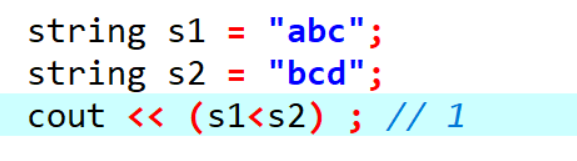 string s1 = "abc";
string s2 = "bcd";
cout << (s1<s2) ; // 1